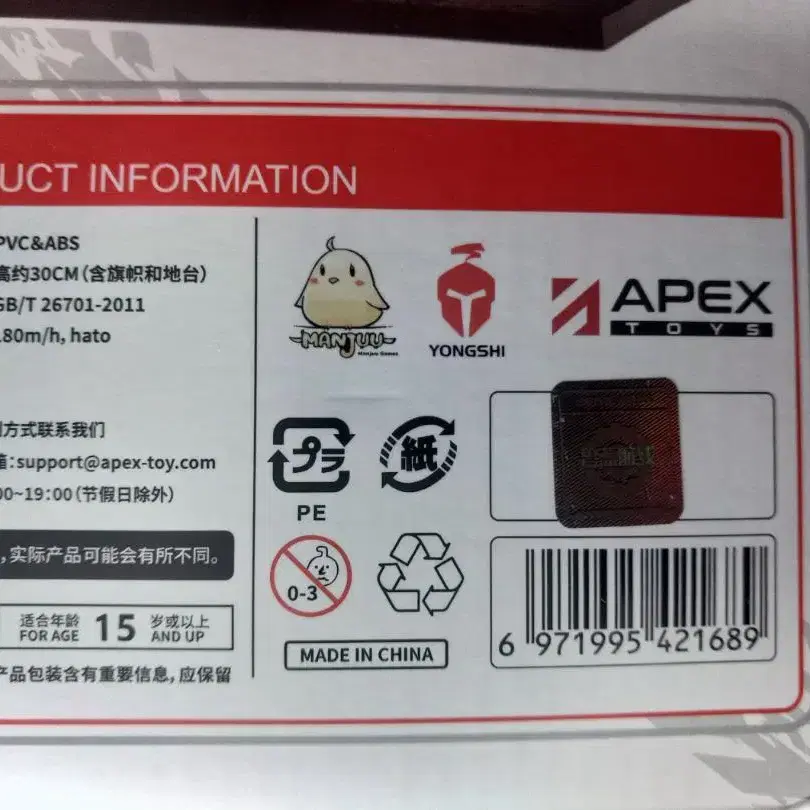 UCT INFORMATION
PVC&ABS
高约30CM（含旗帜和地台）
GB/T 26701-2011
180m/h, hato
方式联系我们
箱：support@apex-toy.com
00~19:00（节假日除外）
，实际产品可能会有所不同。
适合年龄
FOR AGE
15
岁或以上
AND UP
产品包装含有重要信息，应保留
MANJUU
Manjuu Games
YONGSHI
APEX
TOYS
プラ
紙
PE
0-3
MADE IN CHINA
6 971995 421689